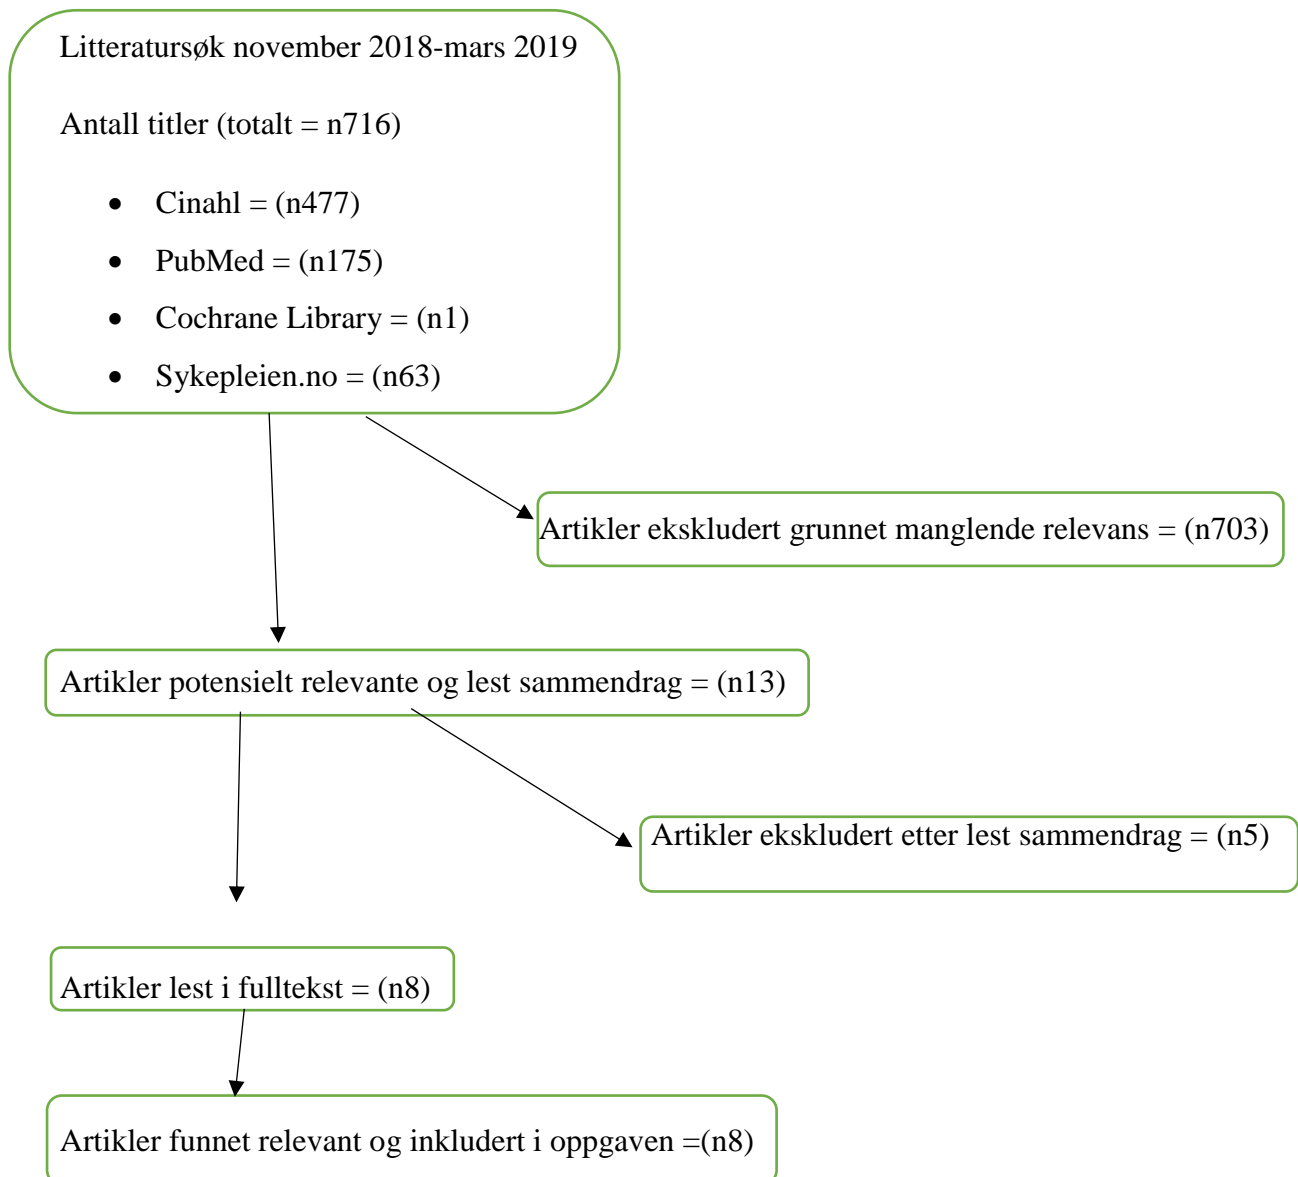 Litteratursøk november 2018-mars 2019
Antall titler (totalt = n716)
• Cinahl = (n477)
• PubMed = (n175)
• Cochrane Library = (n1)
• Sykepleien.no = (n63)
Artikler ekskludert grunnet manglende relevans = (n703)
Artikler potensielt relevante og lest sammendrag = (n13)
Artikler ekskludert etter lest sammendrag = (n5)
Artikler lest i fulltekst = (n8)
Artikler funnet relevant og inkludert i oppgaven =(n8)